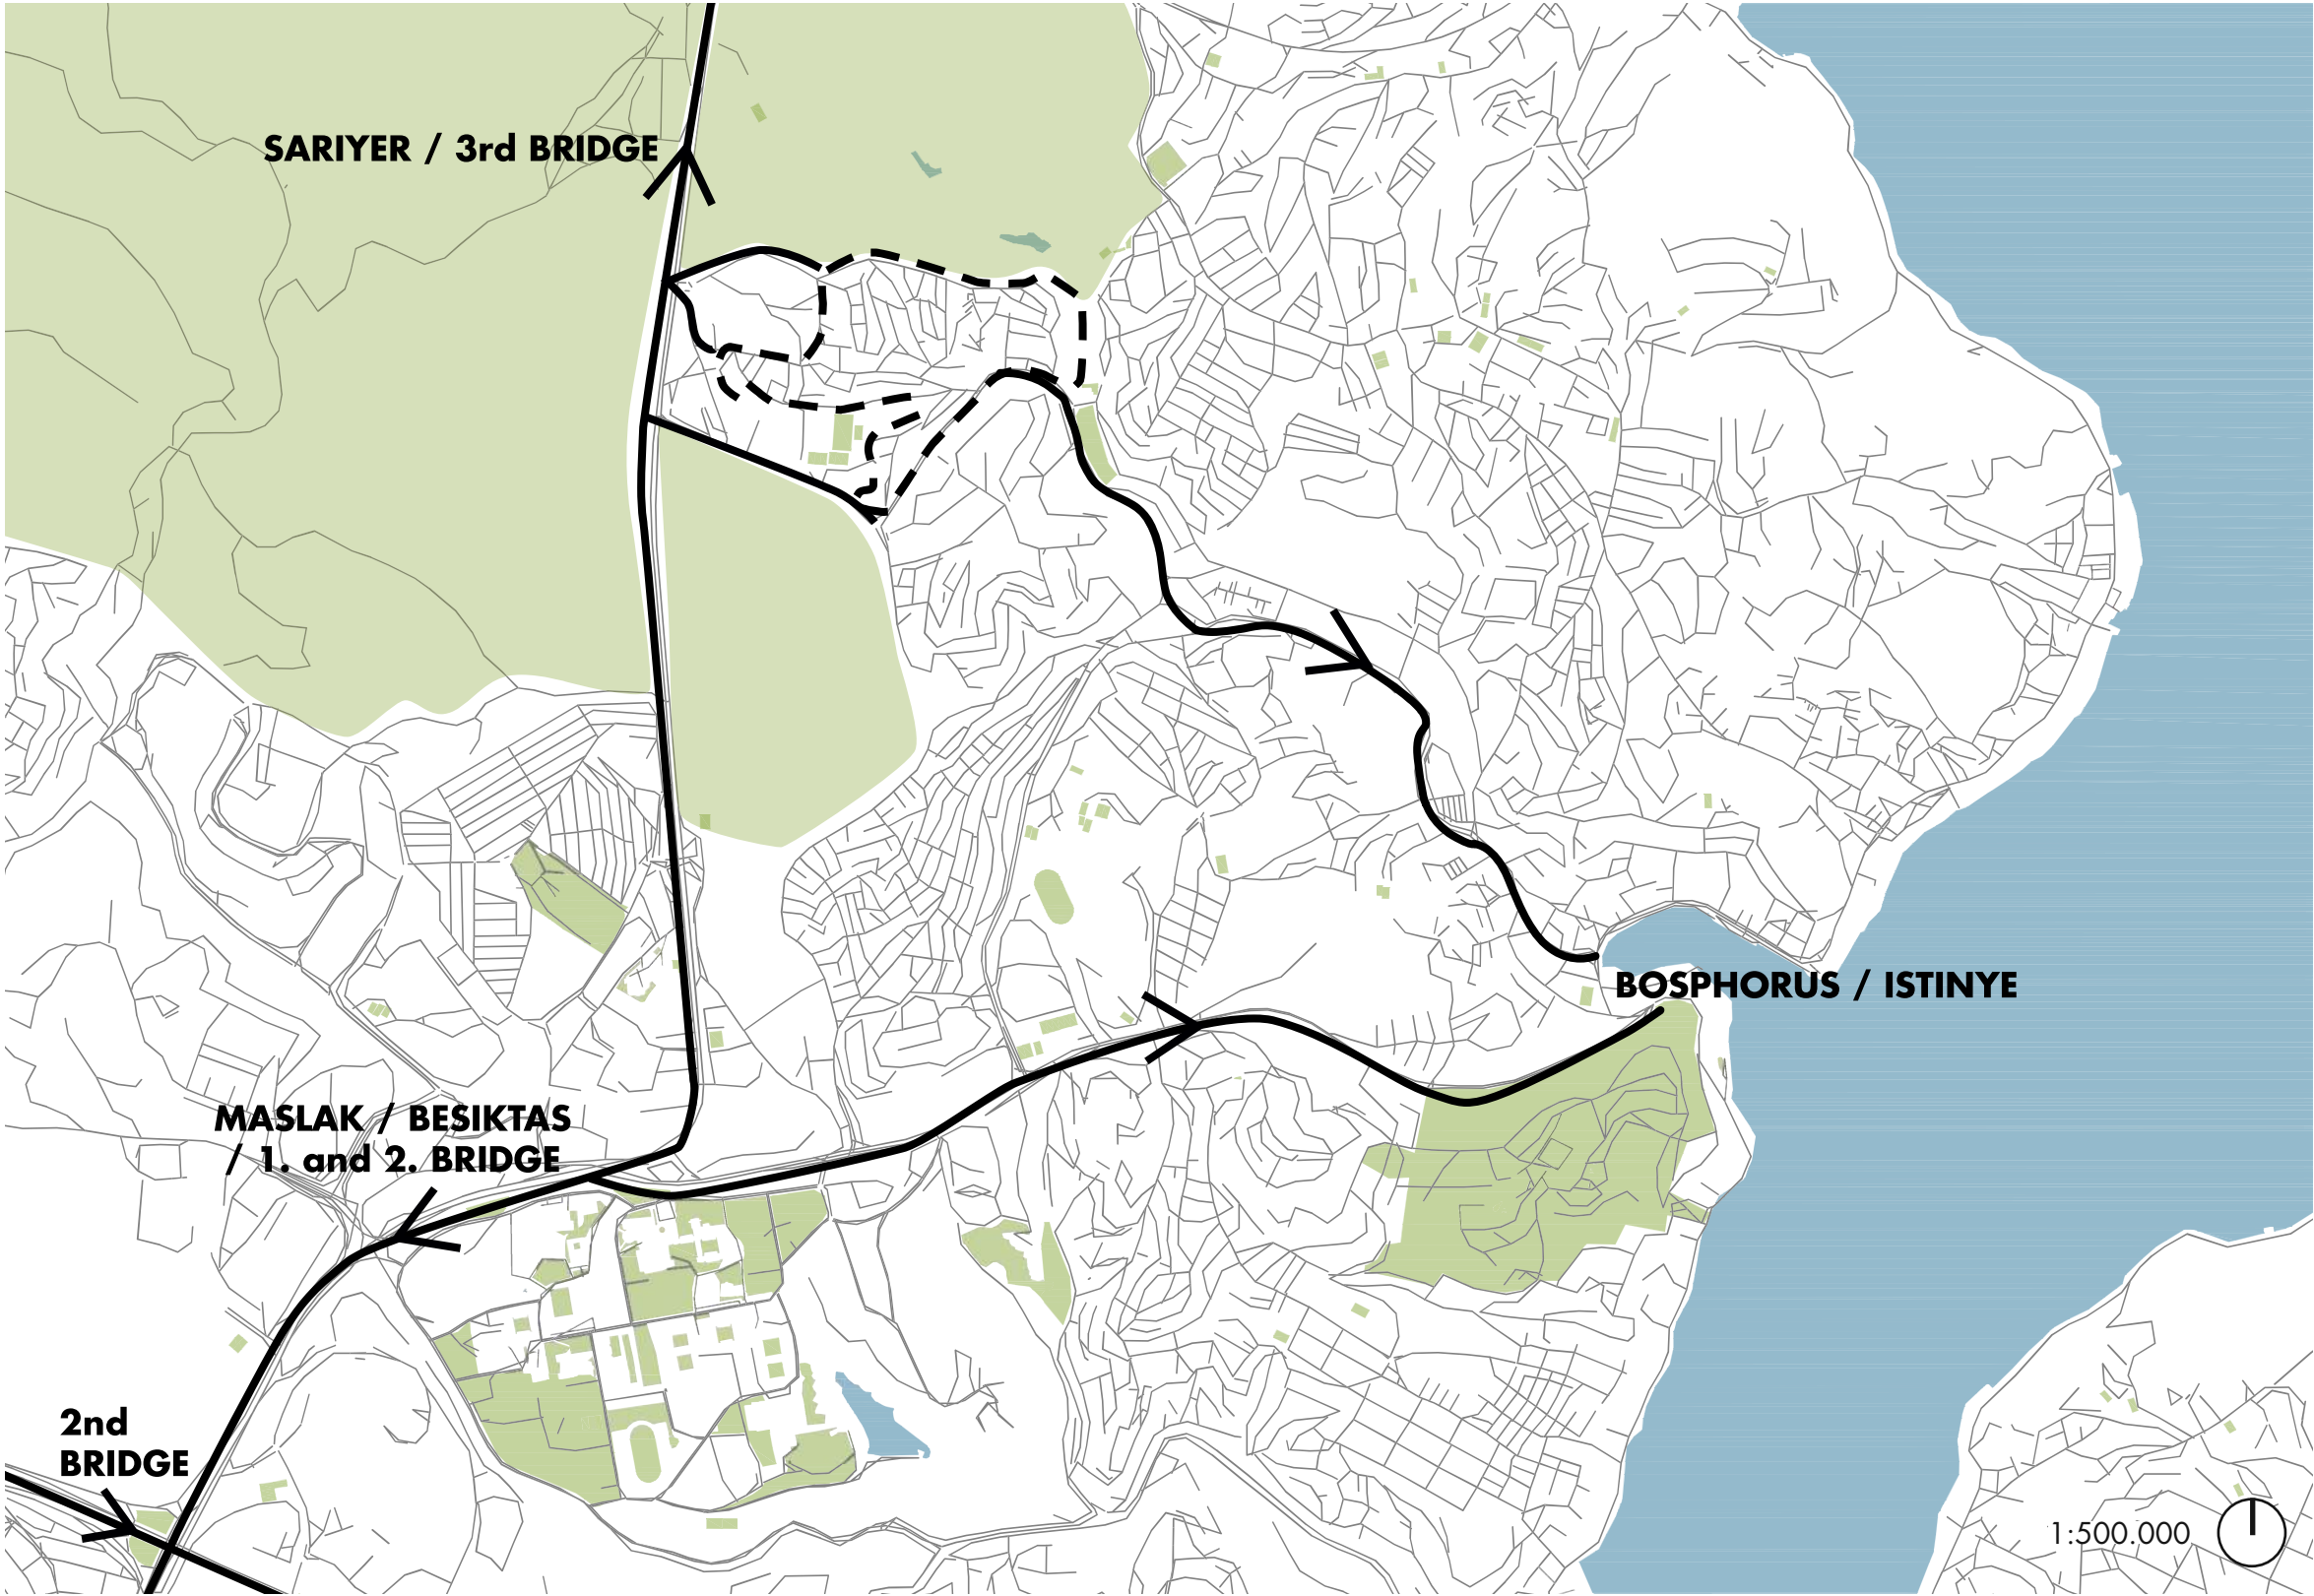 SARIYER / 3rd BRIDGE
BOSPHORUS / ISTINYE
MASLAK / BESIKTAS
/ 1. and 2. BRIDGE
2nd
BRIDGE
1:500.000